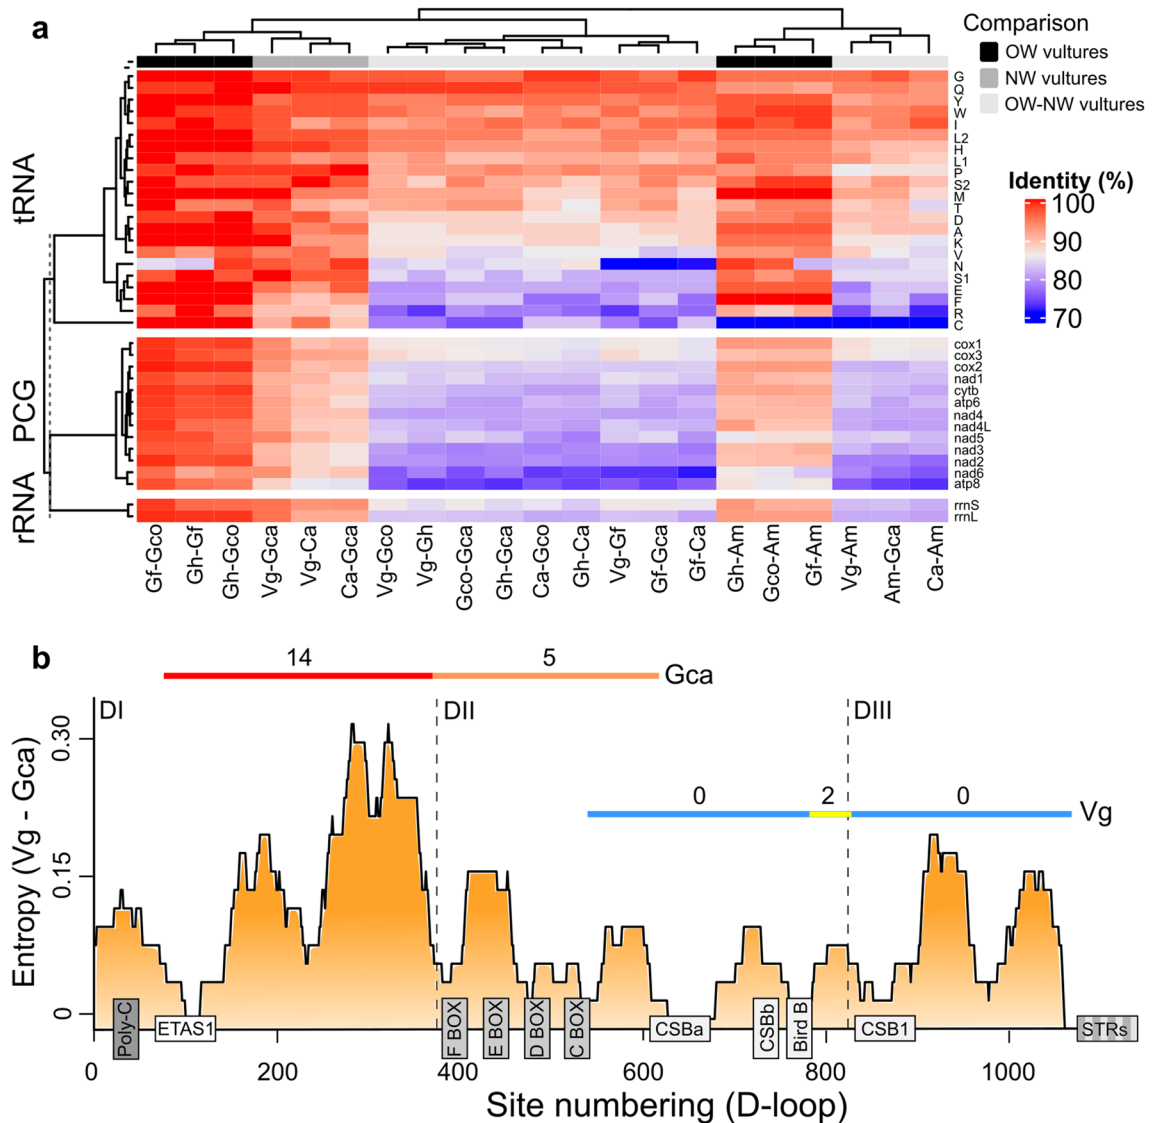 a
Comparison
OW vultures
NW vultures
OW-NW vultures
Identity (%)
100
90
80
70
tRNA
G
Q
Y
W
I
L2
H
L1
P
S2
M
T
D
A
K
V
N
S1
E
F
R
C
PCG
cox1
cox3
cox2
nad1
cytb
atp6
nad4
nad4L
nad5
nad3
nad2
nad6
atp8
rRNA
rrnS
rrnL
Gf-Gco
Gh-Gf
Gh-Gco
Vg-Gca
Vg-Ca
Ca-Gca
Vg-Gco
Vg-Gh
Gco-Gca
Gh-Gca
Ca-Gco
Gh-Ca
Vg-Gf
Gf-Gca
Gf-Ca
Gh-Am
Gco-Am
Gf-Am
Vg-Am
Am-Gca
Ca-Am
b
14
5
Gca
DI
DII
DIII
0
2
0
Vg
Entropy (Vg - Gca)
0.30
0.15
0
Poly-C
ETAS1
F BOX
E BOX
D BOX
C BOX
CSBa
CSBb
Bird B
CSB1
STRs
0
200
400
600
800
1000
Site numbering (D-loop)